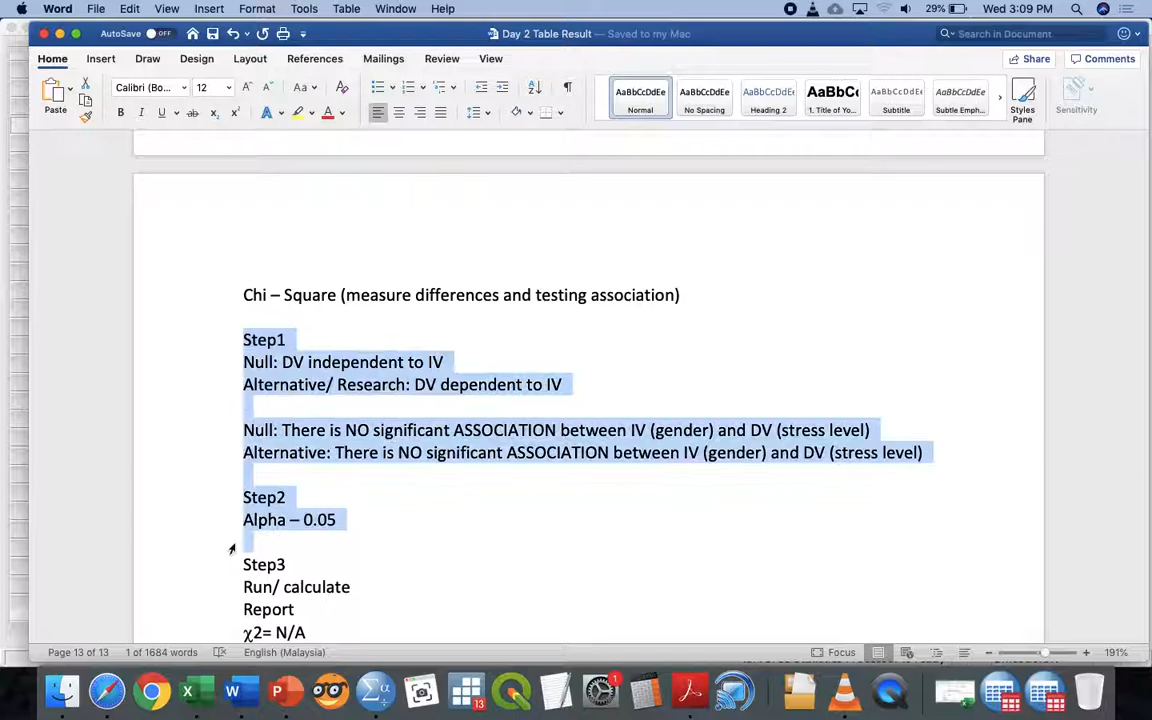 Word File Edit View Insert Format Tools Table Window Help 29% Wed 3:09 PM
AutoSave OFF Day 2 Table Result — Saved to my Mac Search in Document
Home Insert Draw Design Layout References Mailings Review View Share Comments
Calibri (Bo... 12 Aa AaBbCcDdEe AaBbCcDdEe AaBbCcDdEe AaBbCc AaBbCcDdEe AaBbCcDdEe
Paste B I U ab x2 x2 A A Normal No Spacing Heading 2 1. Title of Yo... Subtitle Subtle Emph... Styles Pane Sensitivity
Chi – Square (measure differences and testing association)
Step1
Null: DV independent to IV
Alternative/ Research: DV dependent to IV
Null: There is NO significant ASSOCIATION between IV (gender) and DV (stress level)
Alternative: There is NO significant ASSOCIATION between IV (gender) and DV (stress level)
Step2
Alpha – 0.05
Step3
Run/ calculate
Report
χ2= N/A
Page 13 of 13 1 of 1684 words English (Malaysia) Focus 191%
W X P 13 1